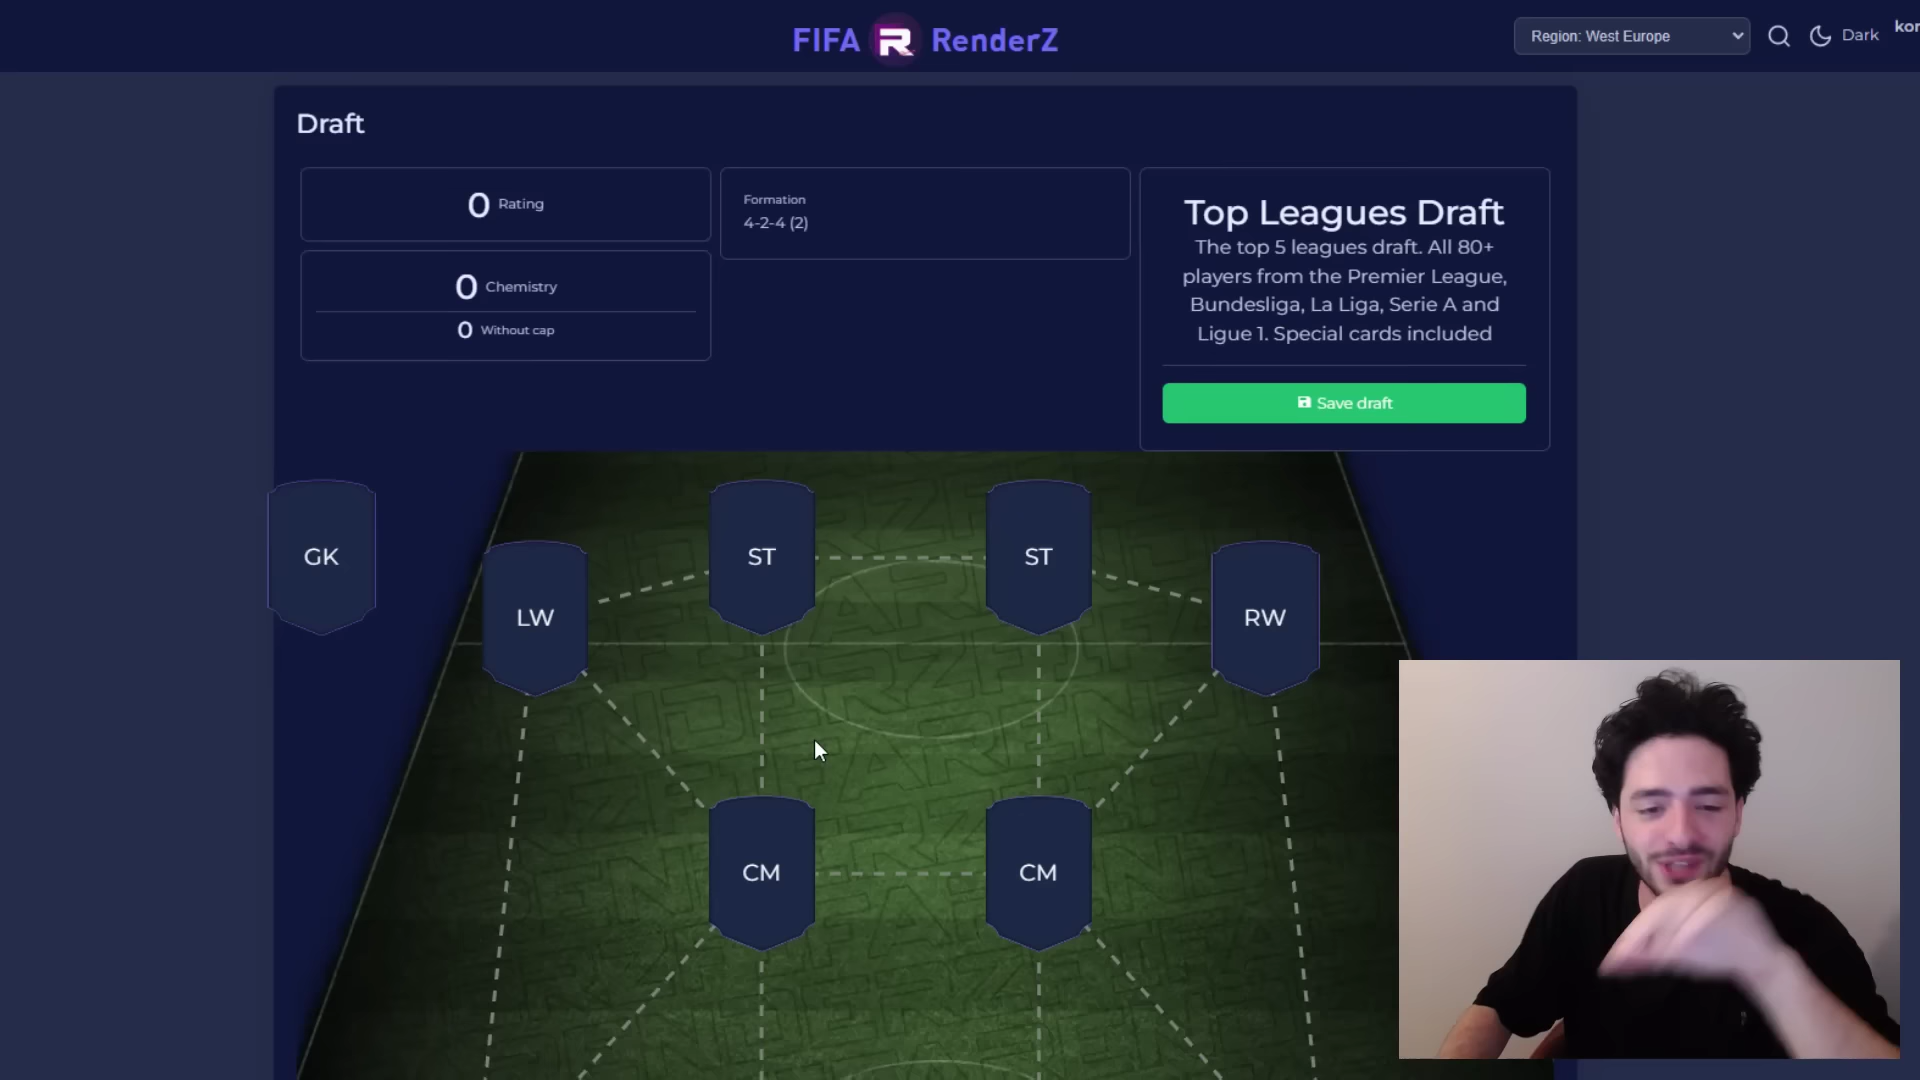 FIFA R RenderZ
Region: West Europe
Dark
kor
Draft
0 Rating
0 Chemistry
0 Without cap
Formation
4-2-4 (2)
Top Leagues Draft
The top 5 leagues draft. All 80+
players from the Premier League,
Bundesliga, La Liga, Serie A and
Ligue 1. Special cards included
Save draft
GK
LW
ST
ST
RW
CM
CM